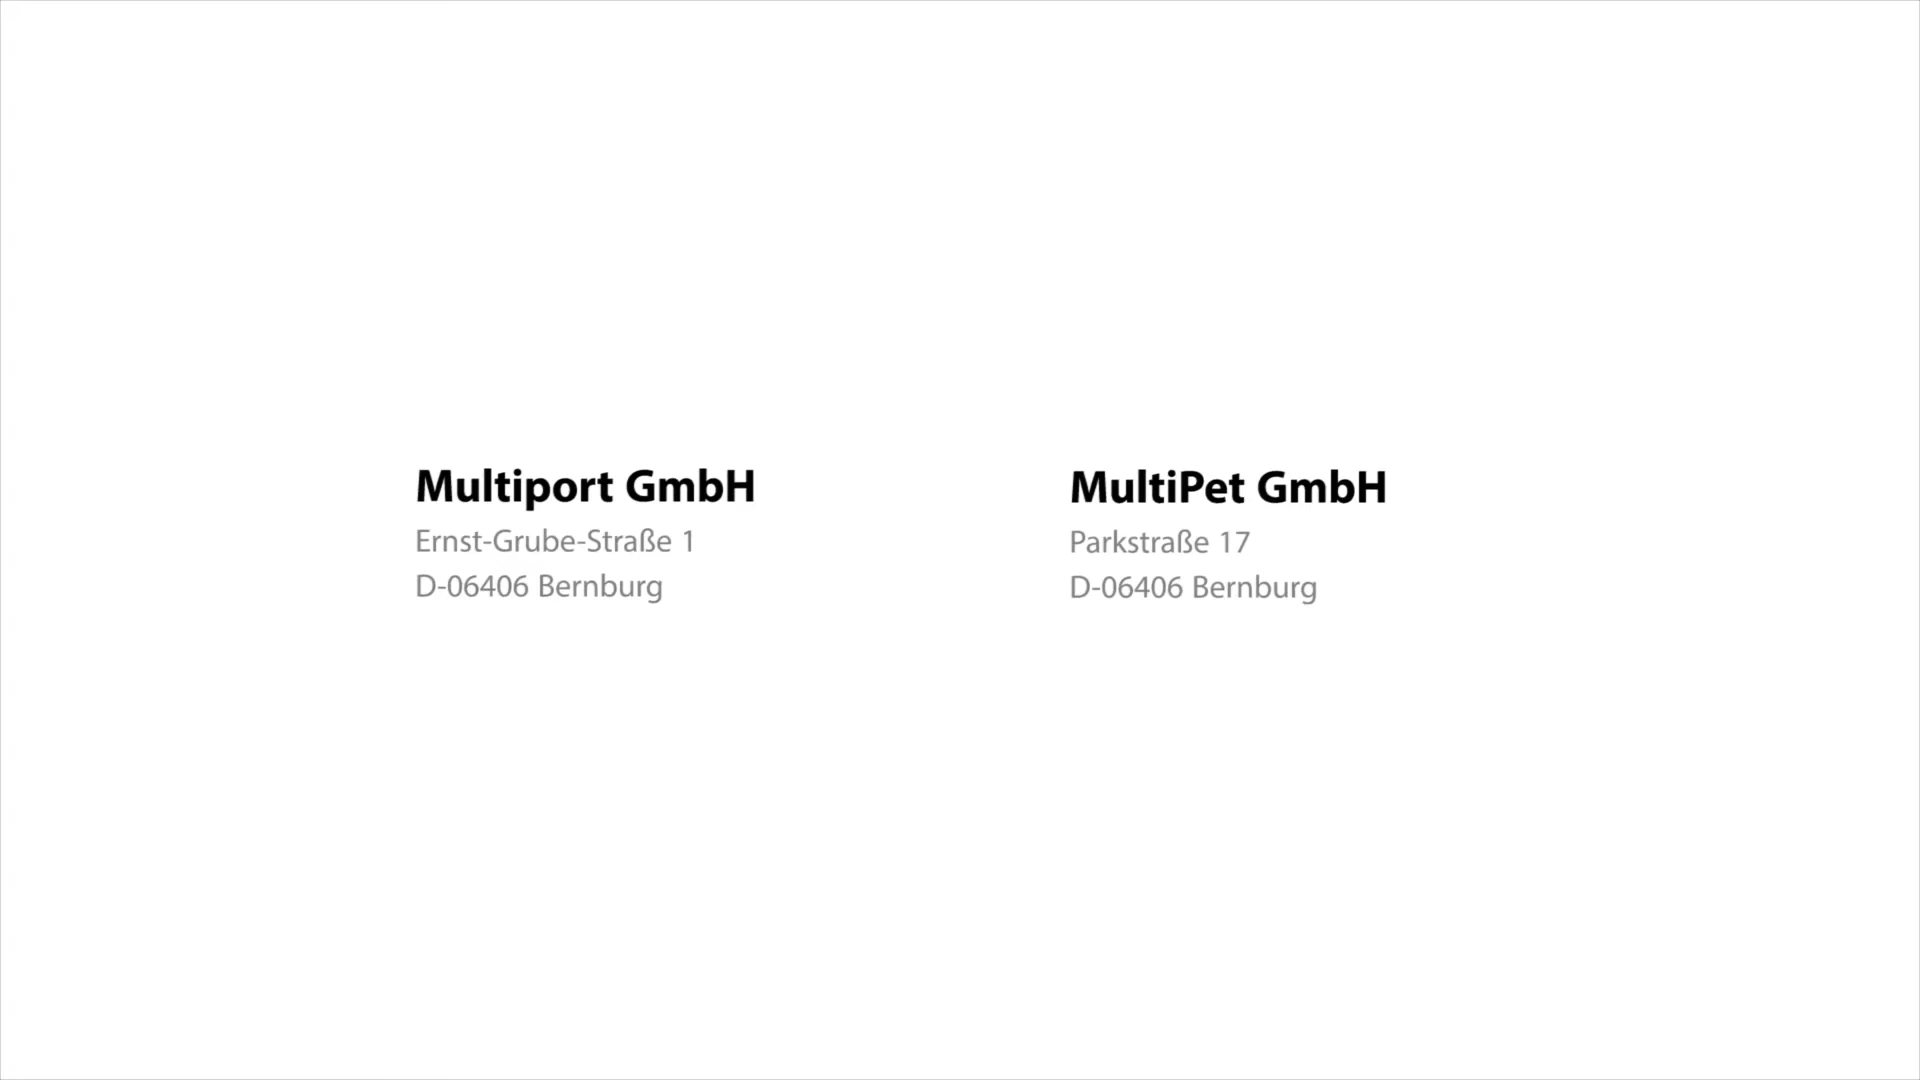 Multiport GmbH
Ernst-Grube-Straße 1
D-06406 Bernburg
MultiPet GmbH
Parkstraße 17
D-06406 Bernburg